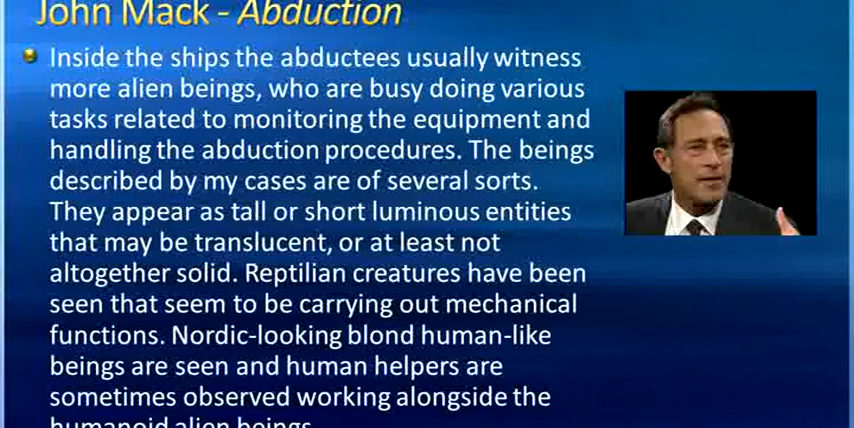 John Mack - Abduction
Inside the ships the abductees usually witness
more alien beings, who are busy doing various
tasks related to monitoring the equipment and
handling the abduction procedures. The beings
described by my cases are of several sorts.
They appear as tall or short luminous entities
that may be translucent, or at least not
altogether solid. Reptilian creatures have been
seen that seem to be carrying out mechanical
functions. Nordic-looking blond human-like
beings are seen and human helpers are
sometimes observed working alongside the
humanoid alien beings.